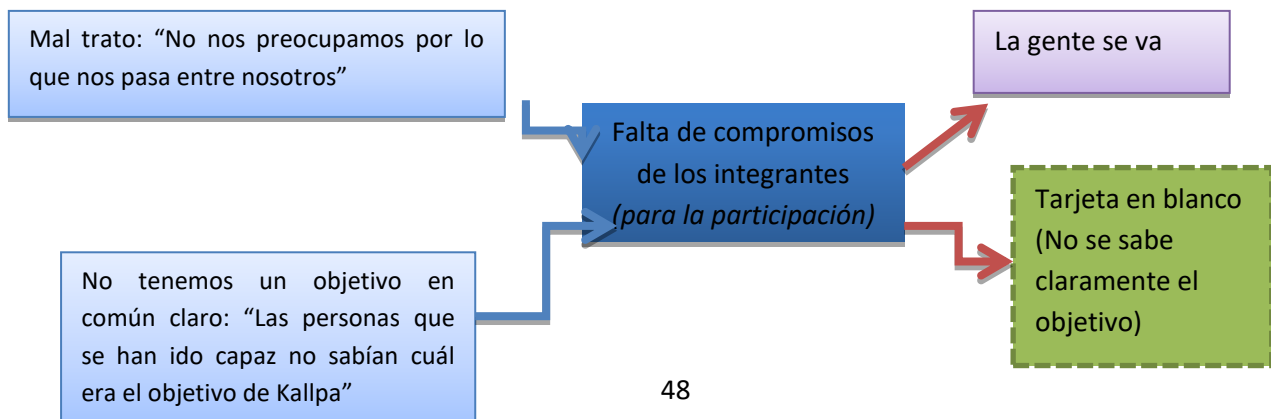 Mal trato: “No nos preocupamos por lo
que nos pasa entre nosotros”
No tenemos un objetivo en
común claro: “Las personas que
se han ido capaz no sabían cuál
era el objetivo de Kallpa”
Falta de compromisos
de los integrantes
(para la participación)
La gente se va
Tarjeta en blanco
(No se sabe
claramente el
objetivo)
48